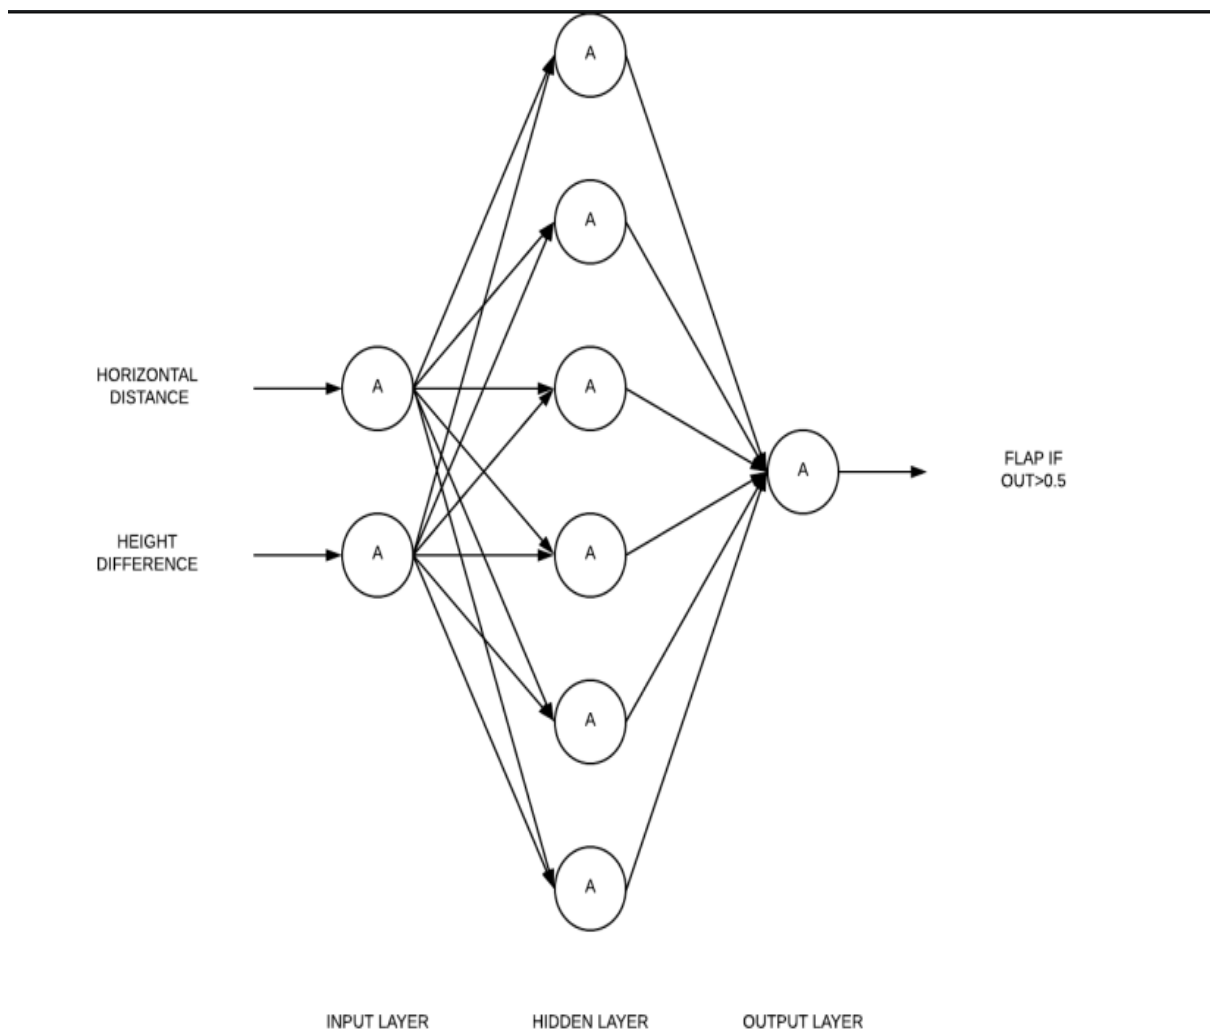 A
A
HORIZONTAL
DISTANCE
A
A
A
FLAP IF
OUT>0.5
HEIGHT
DIFFERENCE
A
A
A
A
INPUT LAYER
HIDDEN LAYER
OUTPUT LAYER